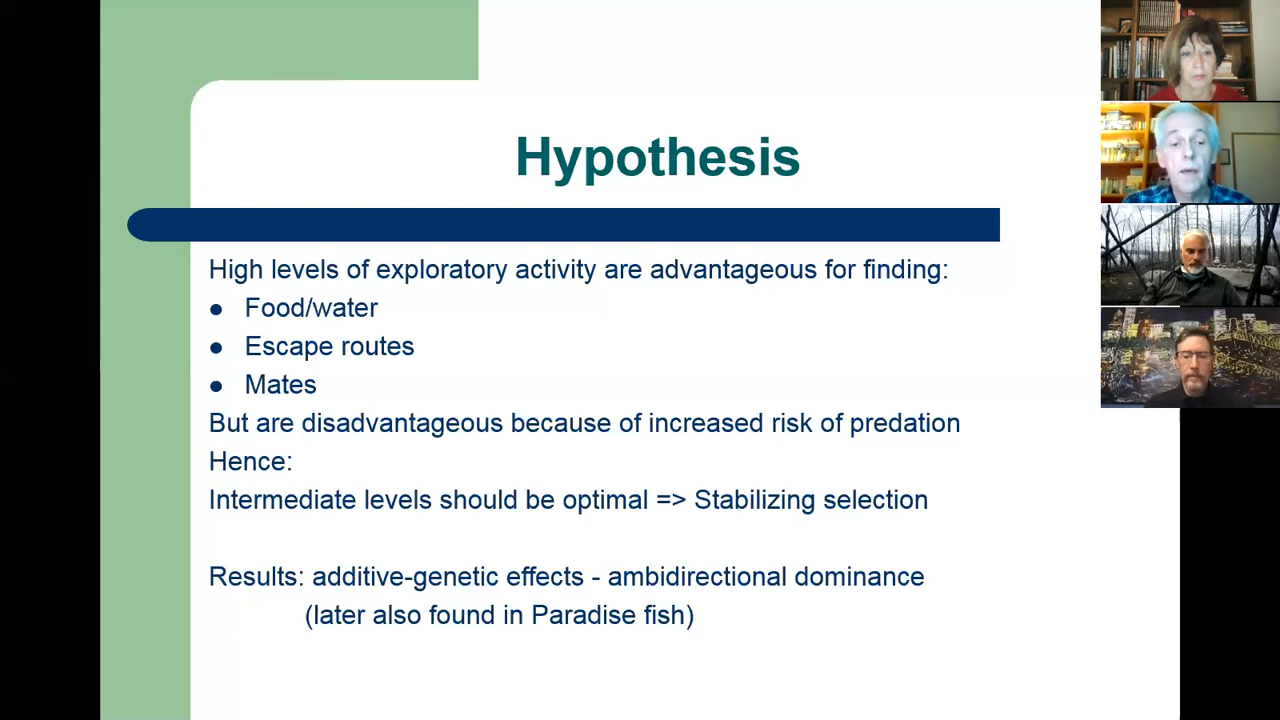 Hypothesis
High levels of exploratory activity are advantageous for finding:
● Food/water
● Escape routes
● Mates
But are disadvantageous because of increased risk of predation
Hence:
Intermediate levels should be optimal => Stabilizing selection
Results: additive-genetic effects - ambidirectional dominance
(later also found in Paradise fish)